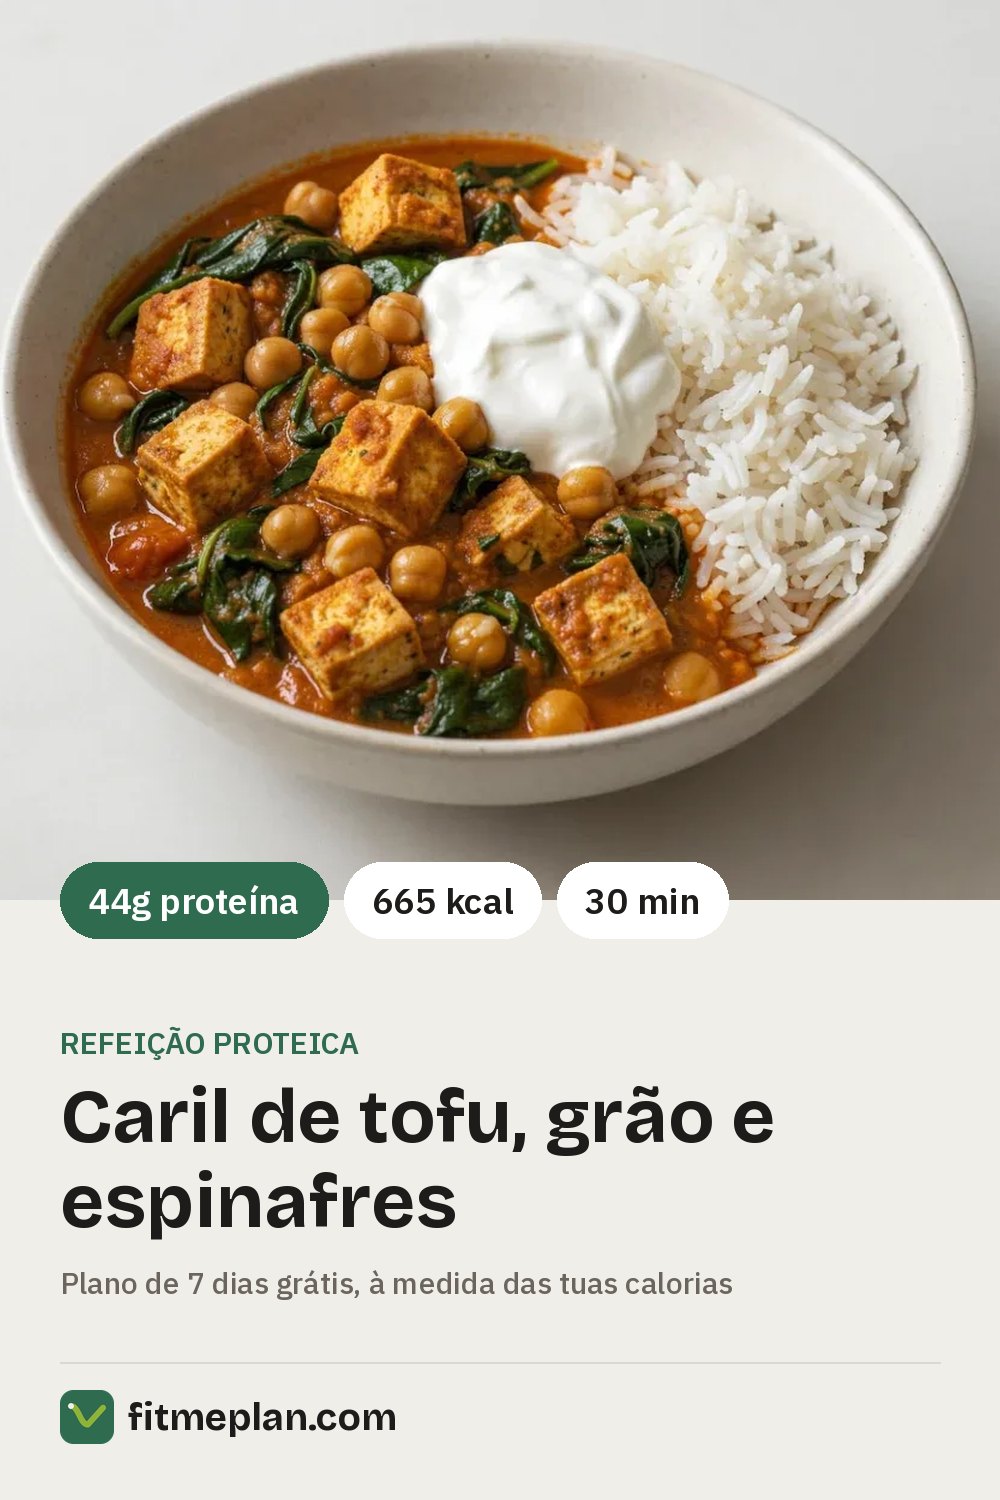 44g proteína
665 kcal
30 min
REFEIÇÃO PROTEICA
Caril de tofu, grão e
espinafres
Plano de 7 dias grátis, à medida das tuas calorias
fitmeplan.com